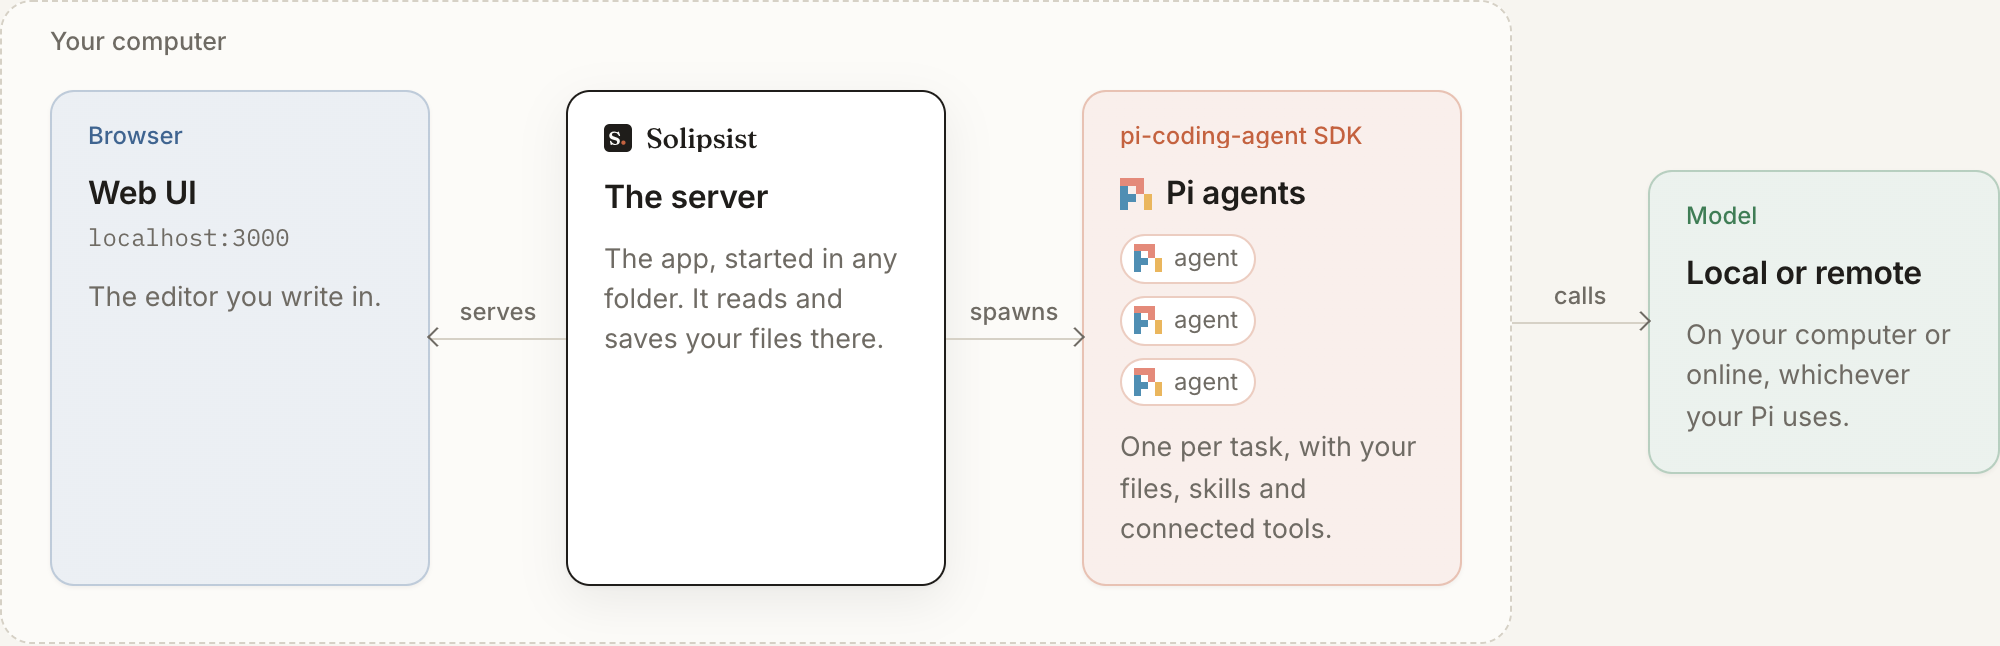 Your computer
Browser
Web UI
localhost:3000
The editor you write in.
serves
S. Solipsist
The server
The app, started in any
folder. It reads and
saves your files there.
spawns
pi-coding-agent SDK
Pi agents
agent
agent
agent
One per task, with your
files, skills and
connected tools.
calls
Model
Local or remote
On your computer or
online, whichever
your Pi uses.